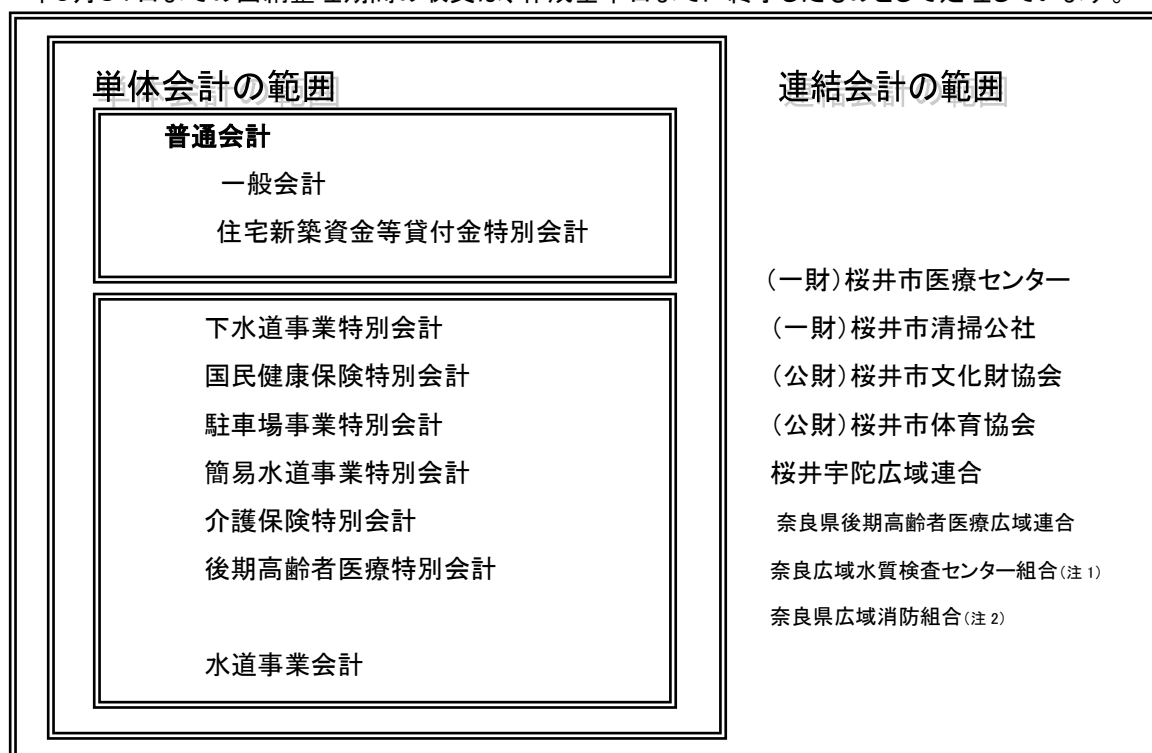 単体会計の範囲
普通会計
一般会計
住宅新築資金等貸付金特別会計
下水道事業特別会計
国民健康保険特別会計
駐車場事業特別会計
簡易水道事業特別会計
介護保険特別会計
後期高齢者医療特別会計
水道事業会計
連結会計の範囲
（一財）桜井市医療センター
（一財）桜井市清掃公社
（公財）桜井市文化財協会
（公財）桜井市体育協会
桜井宇陀広域連合
奈良県後期高齢者医療広域連合
奈良広域水質検査センター組合（注1）
奈良県広域消防組合（注2）